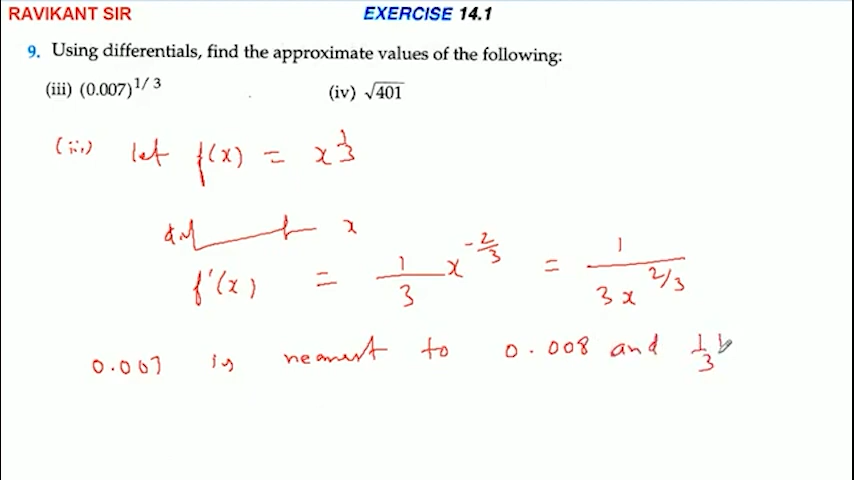 RAVIKANT SIR
EXERCISE 14.1
9. Using differentials, find the approximate values of the following:
(iii) (0.007)^1/3 (iv) √401
(iii) let f(x) = x^1/3
x
f'(x) = 1/3 x^-2/3 = 1/(3x^2/3)
0.007 is nearest to 0.008 and 1/3